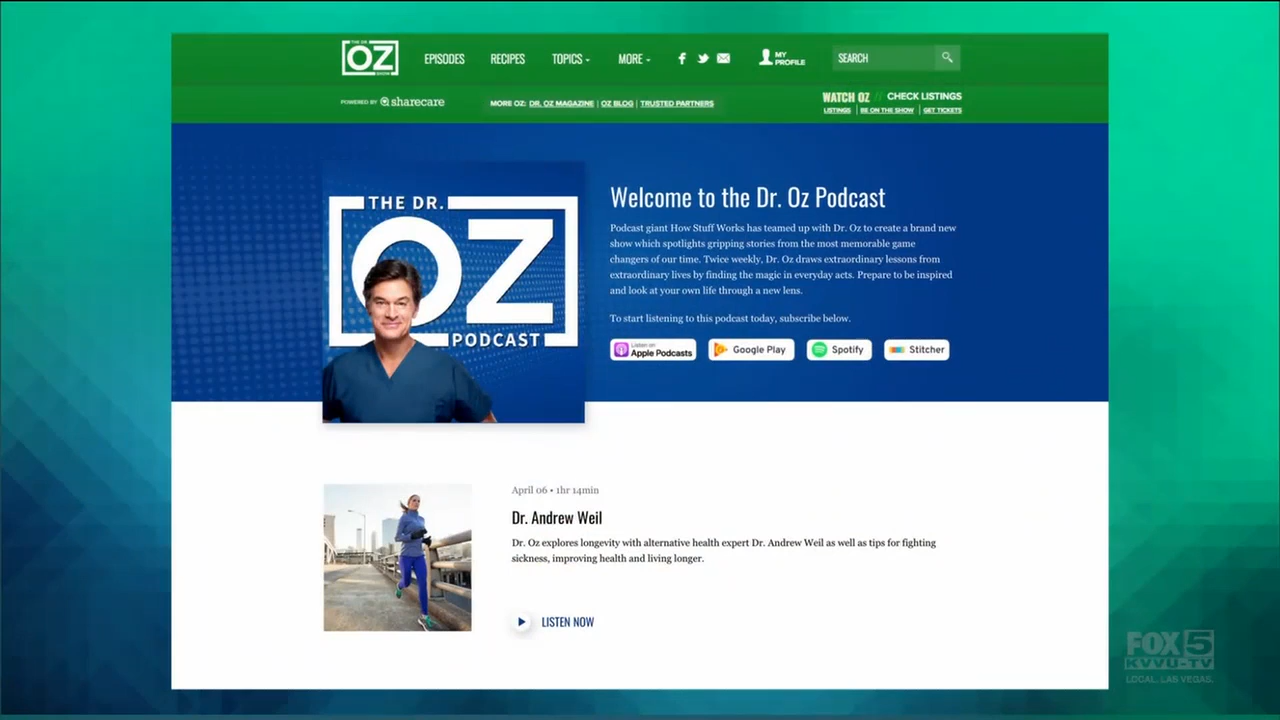 THE DR.
OZ
SHOW
EPISODES
RECIPES
TOPICS
MORE
MY
PROFILE
SEARCH
POWERED BY sharecare
MORE OZ: DR. OZ MAGAZINE | OZ BLOG | TRUSTED PARTNERS
WATCH OZ // CHECK LISTINGS
LISTINGS | BE ON THE SHOW | GET TICKETS
THE DR.
OZ
PODCAST
Welcome to the Dr. Oz Podcast
Podcast giant How Stuff Works has teamed up with Dr. Oz to create a brand new
show which spotlights gripping stories from the most memorable game
changers of our time. Twice weekly, Dr. Oz draws extraordinary lessons from
extraordinary lives by finding the magic in everyday acts. Prepare to be inspired
and look at your own life through a new lens.
To start listening to this podcast today, subscribe below.
Listen on
Apple Podcasts
Google Play
Spotify
Stitcher
April 06 • 1hr 14min
Dr. Andrew Weil
Dr. Oz explores longevity with alternative health expert Dr. Andrew Weil as well as tips for fighting
sickness, improving health and living longer.
LISTEN NOW
FOX 5
KVVU-TV
LOCAL. LAS VEGAS.